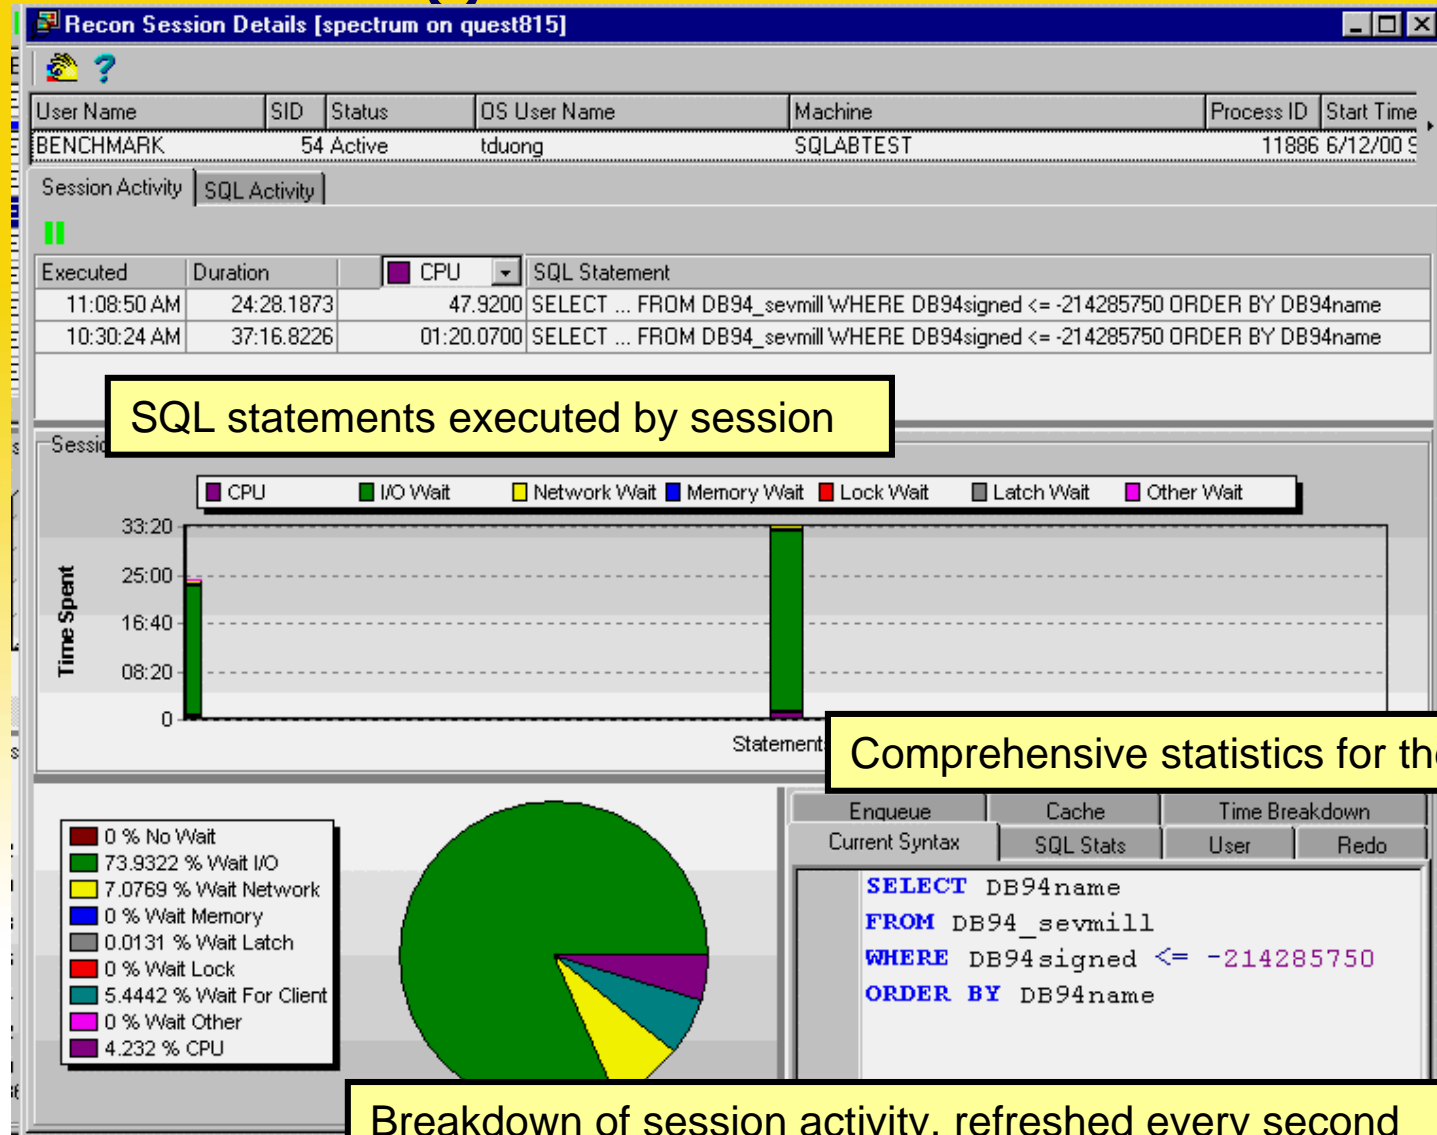 Recon Session Details [spectrum on quest815]
User Name SID Status OS User Name Machine Process ID Start Time
BENCHMARK 54 Active tduong SQLABTEST 11886 6/12/00
Session Activity SQL Activity
Executed Duration CPU SQL Statement
11:08:50 AM 24:28.1873 47.9200 SELECT ... FROM DB94_sevmill WHERE DB94signed <= -214285750 ORDER BY DB94name
10:30:24 AM 37:16.8226 01:20.0700 SELECT ... FROM DB94_sevmill WHERE DB94signed <= -214285750 ORDER BY DB94name
SQL statements executed by session
CPU I/O Wait Network Wait Memory Wait Lock Wait Latch Wait Other Wait
Time Spent
33:20
25:00
16:40
08:20
0
Comprehensive statistics for
0 % No Wait
73.9322 % Wait I/O
7.0769 % Wait Network
0 % Wait Memory
0.0131 % Wait Latch
0 % Wait Lock
5.4442 % Wait For Client
0 % Wait Other
4.232 % CPU
Enqueue Cache Time Breakdown
Current Syntax SQL Stats User Redo
SELECT DB94name
FROM DB94_sevmill
WHERE DB94signed <= -214285750
ORDER BY DB94name
Breakdown of session activity, refreshed every second